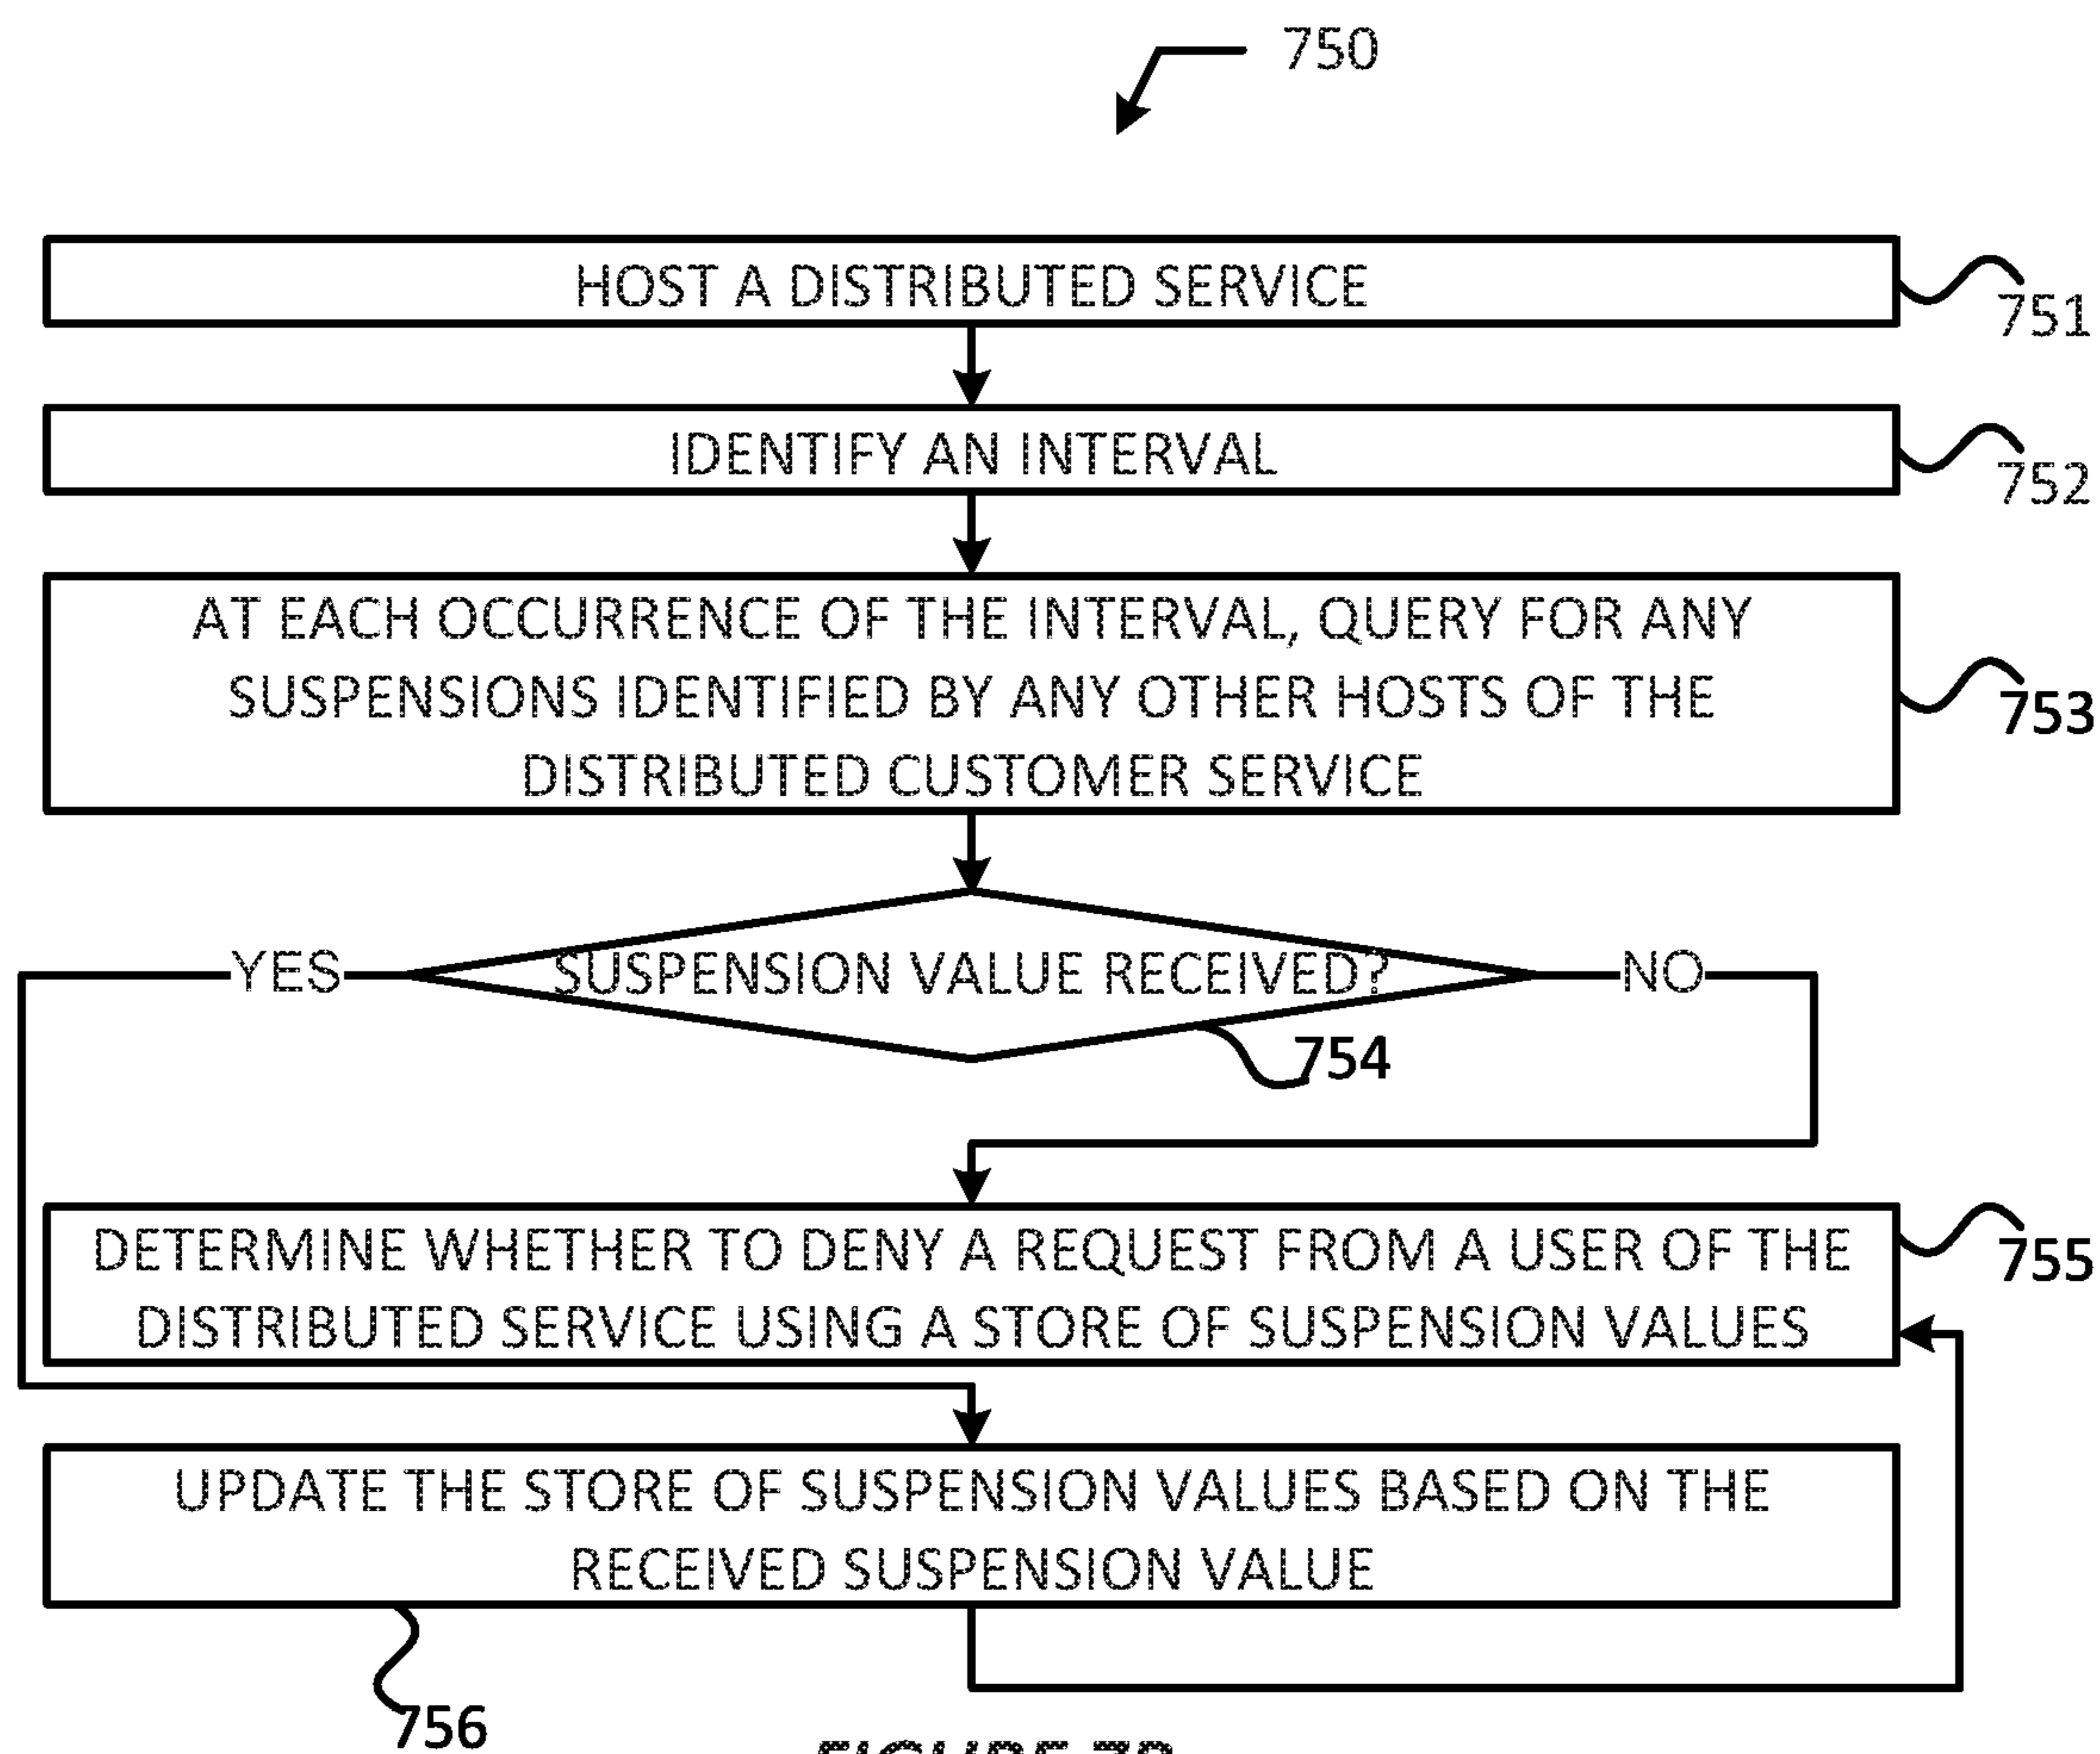 750
HOST A DISTRIBUTED SERVICE
751
IDENTIFY AN INTERVAL
752
AT EACH OCCURRENCE OF THE INTERVAL, QUERY FOR ANY
SUSPENSIONS IDENTIFIED BY ANY OTHER HOSTS OF THE
DISTRIBUTED CUSTOMER SERVICE
753
YES
SUSPENSION VALUE RECEIVED?
NO
754
DETERMINE WHETHER TO DENY A REQUEST FROM A USER OF THE
DISTRIBUTED SERVICE USING A STORE OF SUSPENSION VALUES
755
UPDATE THE STORE OF SUSPENSION VALUES BASED ON THE
RECEIVED SUSPENSION VALUE
756